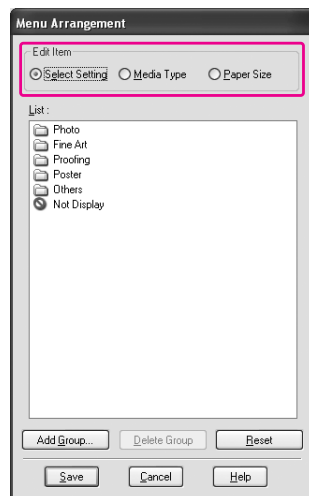 Menu Arrangement
Edit Item
Select Setting Media Type Paper Size
List :
Photo
Fine Art
Proofing
Poster
Others
Not Display
Add Group... Delete Group Reset
Save Cancel Help